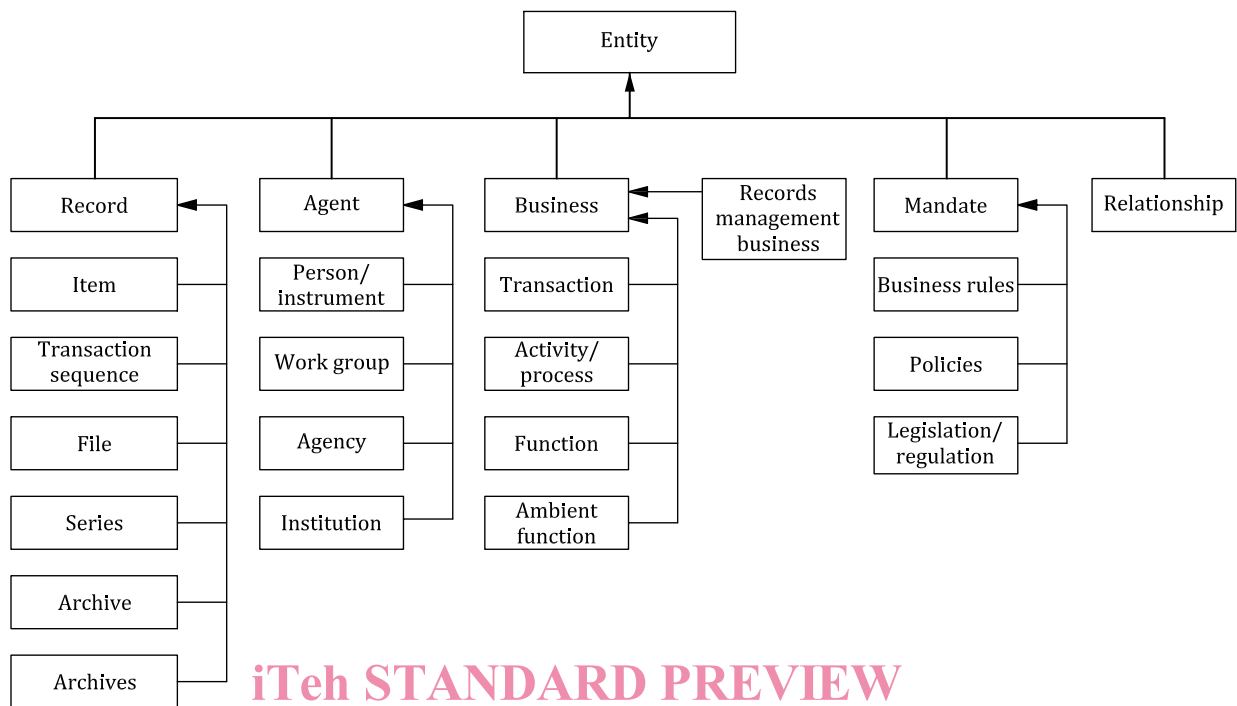 Entity
Record
Agent
Business
Records
management
business
Mandate
Relationship
Item
Person/
instrument
Transaction
Business rules
Transaction
sequence
Work group
Activity/
process
Policies
File
Agency
Function
Legislation/
regulation
Series
Institution
Ambient
function
Archive
Archives
iTeh STANDARD PREVIEW